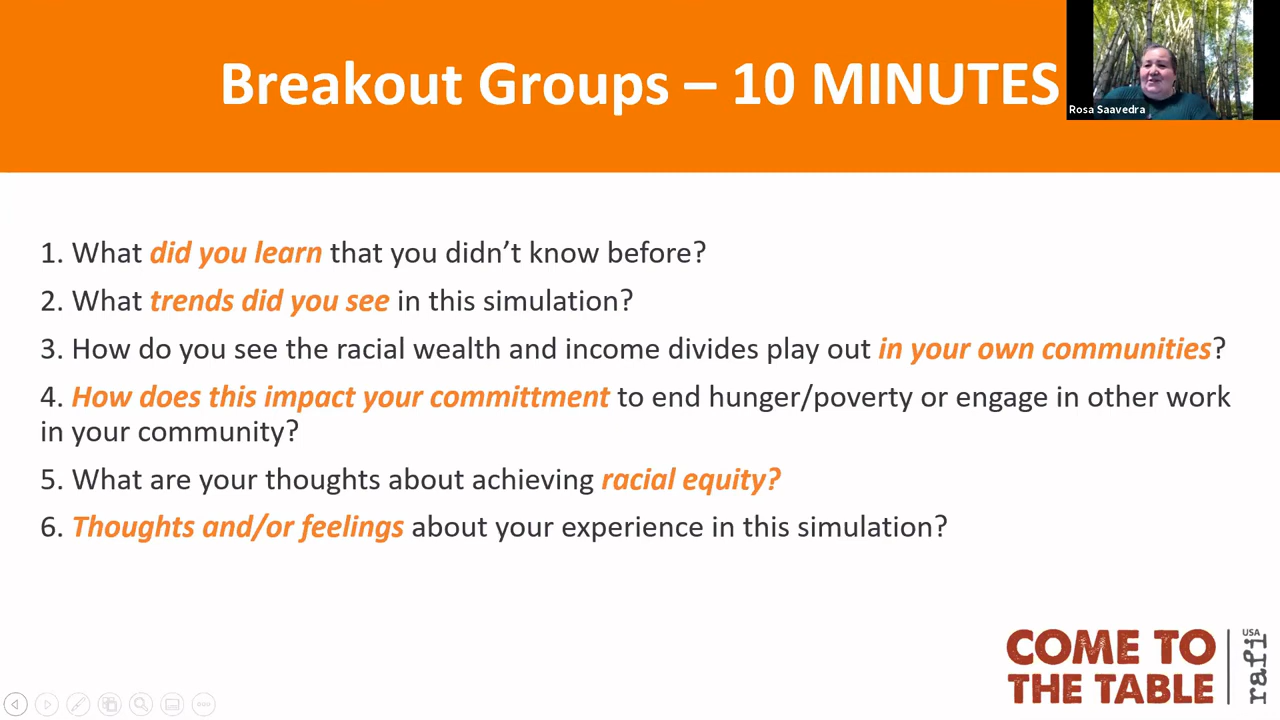 Breakout Groups – 10 MINUTES
Rosa Saavedra
1. What did you learn that you didn’t know before?
2. What trends did you see in this simulation?
3. How do you see the racial wealth and income divides play out in your own communities?
4. How does this impact your committment to end hunger/poverty or engage in other work
in your community?
5. What are your thoughts about achieving racial equity?
6. Thoughts and/or feelings about your experience in this simulation?
COME TO
THE TABLE
rafi
USA